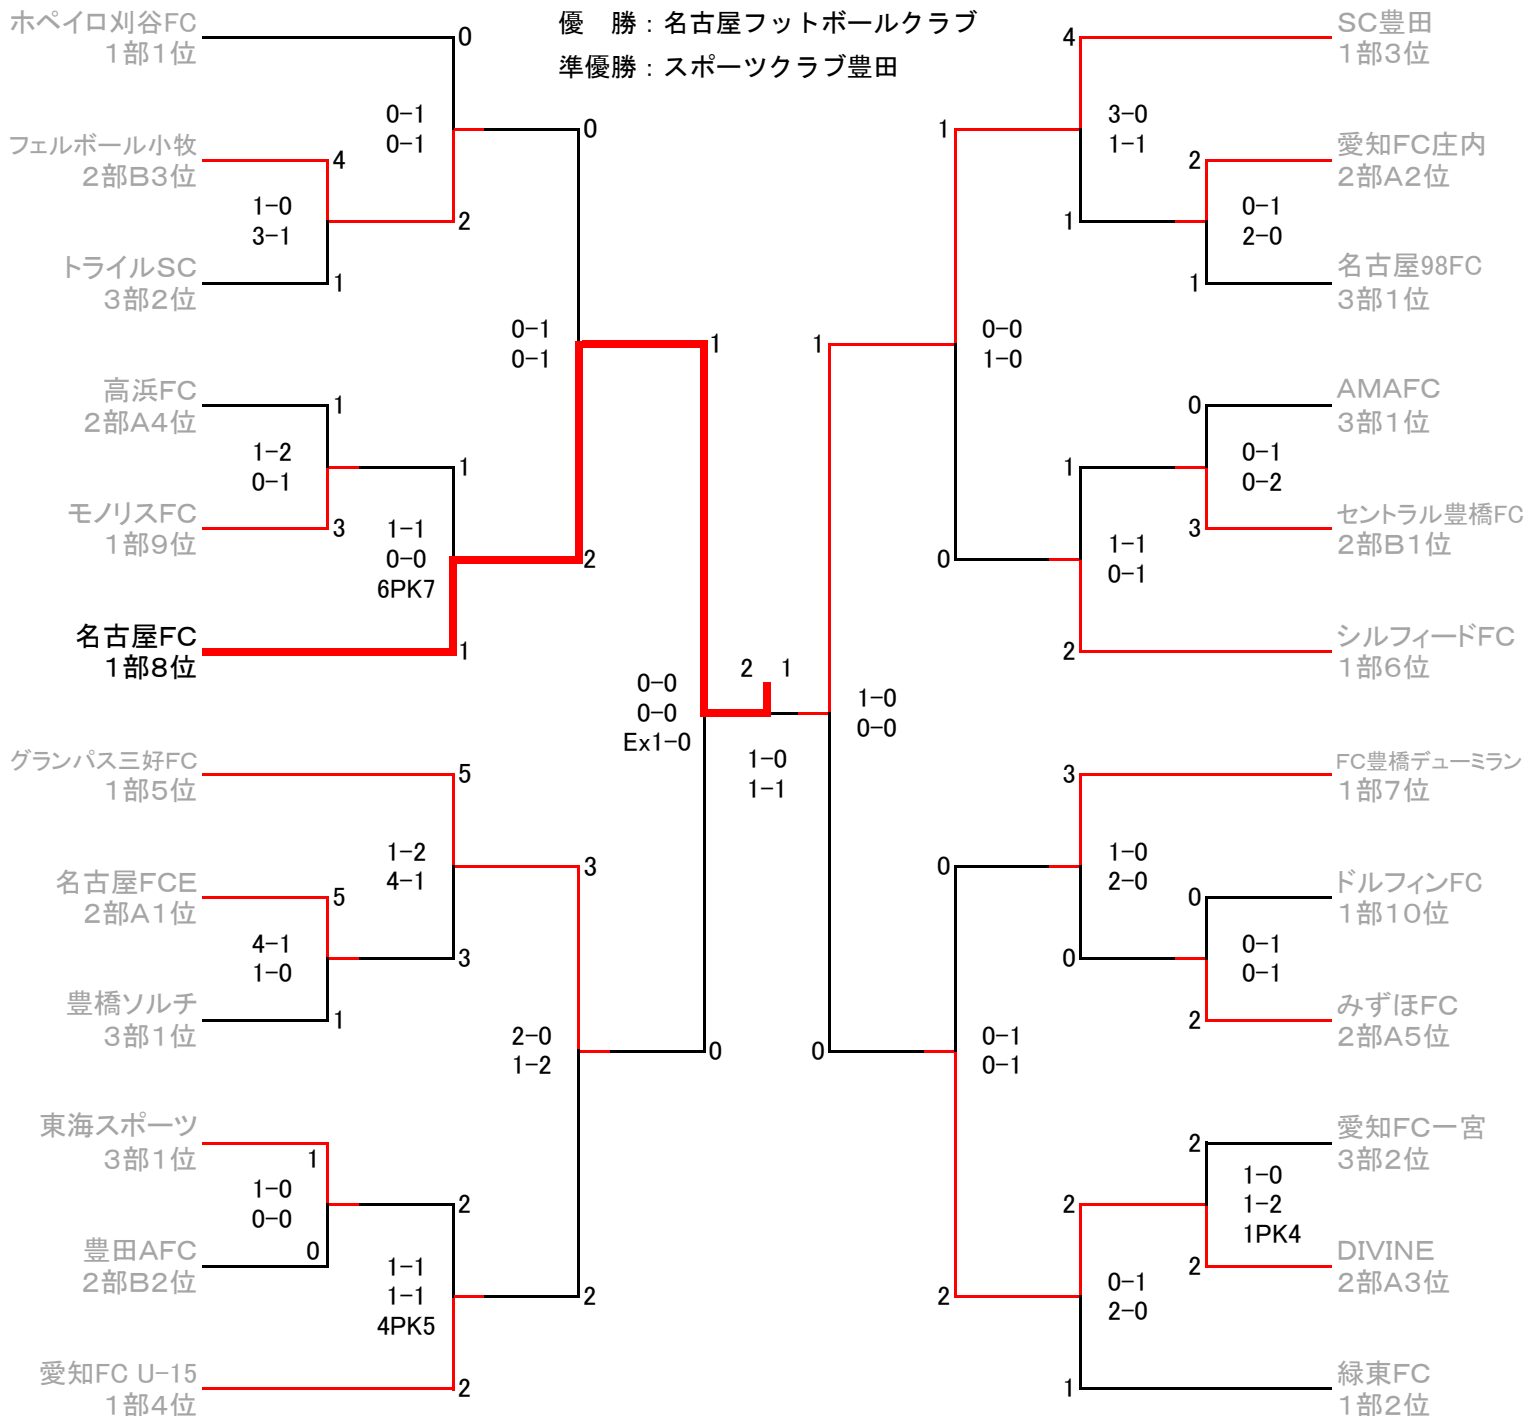 優　勝：名古屋フットボールクラブ
準優勝：スポーツクラブ豊田
ホペイロ刈谷FC
1部1位
0
0-1
0-1
0
フェルボール小牧
2部B3位
4
1-0
3-1
2
トライルSC
3部2位
1
0-1
0-1
1
高浜FC
2部A4位
1
1-2
0-1
1
モノリスFC
1部9位
3
1-1
0-0
6PK7
2
名古屋FC
1部8位
1
0-0
0-0
Ex1-0
2 1
1-0
1-1
グランパス三好FC
1部5位
5
1-2
4-1
3
名古屋FCE
2部A1位
5
4-1
1-0
3
豊橋ソルチ
3部1位
1
2-0
1-2
0
東海スポーツ
3部1位
1
1-0
0-0
2
豊田AFC
2部B2位
0
1-1
1-1
4PK5
2
愛知FC U-15
1部4位
2
SC豊田
1部3位
4
3-0
1-1
1
愛知FC庄内
2部A2位
2
0-1
2-0
1
名古屋98FC
3部1位
1
0-0
1-0
1
AMAFC
3部1位
0
0-1
0-2
1
セントラル豊橋FC
2部B1位
3
1-1
0-1
0
シルフィードFC
1部6位
2
1-0
0-0
FC豊橋デューミラン
1部7位
3
1-0
2-0
0
ドルフィンFC
1部10位
0
0-1
0-1
0
みずほFC
2部A5位
2
0-1
0-1
0
愛知FC一宮
3部2位
2
1-0
1-2
1PK4
2
DIVINE
2部A3位
2
0-1
2-0
2
緑東FC
1部2位
1